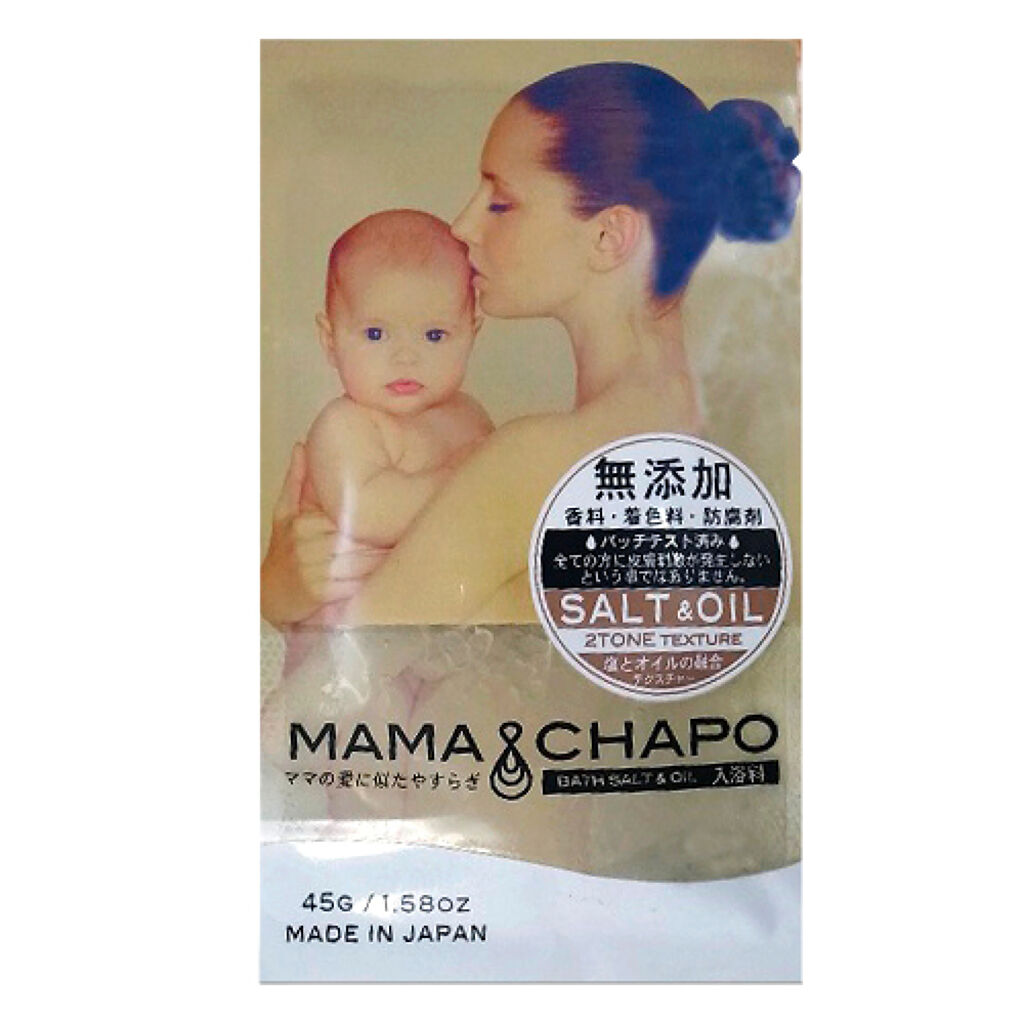 無添加
香料・着色料・防腐剤
パッチテスト済み
全ての方に皮膚刺激が発生しない
という事ではありません。
SALT & OIL
2TONE TEXTURE
塩とオイルの融合
テクスチャー
MAMA & CHAPO
ママの愛に似たやすらぎ
BATH SALT & OIL 入浴料
45G / 1.58OZ
MADE IN JAPAN